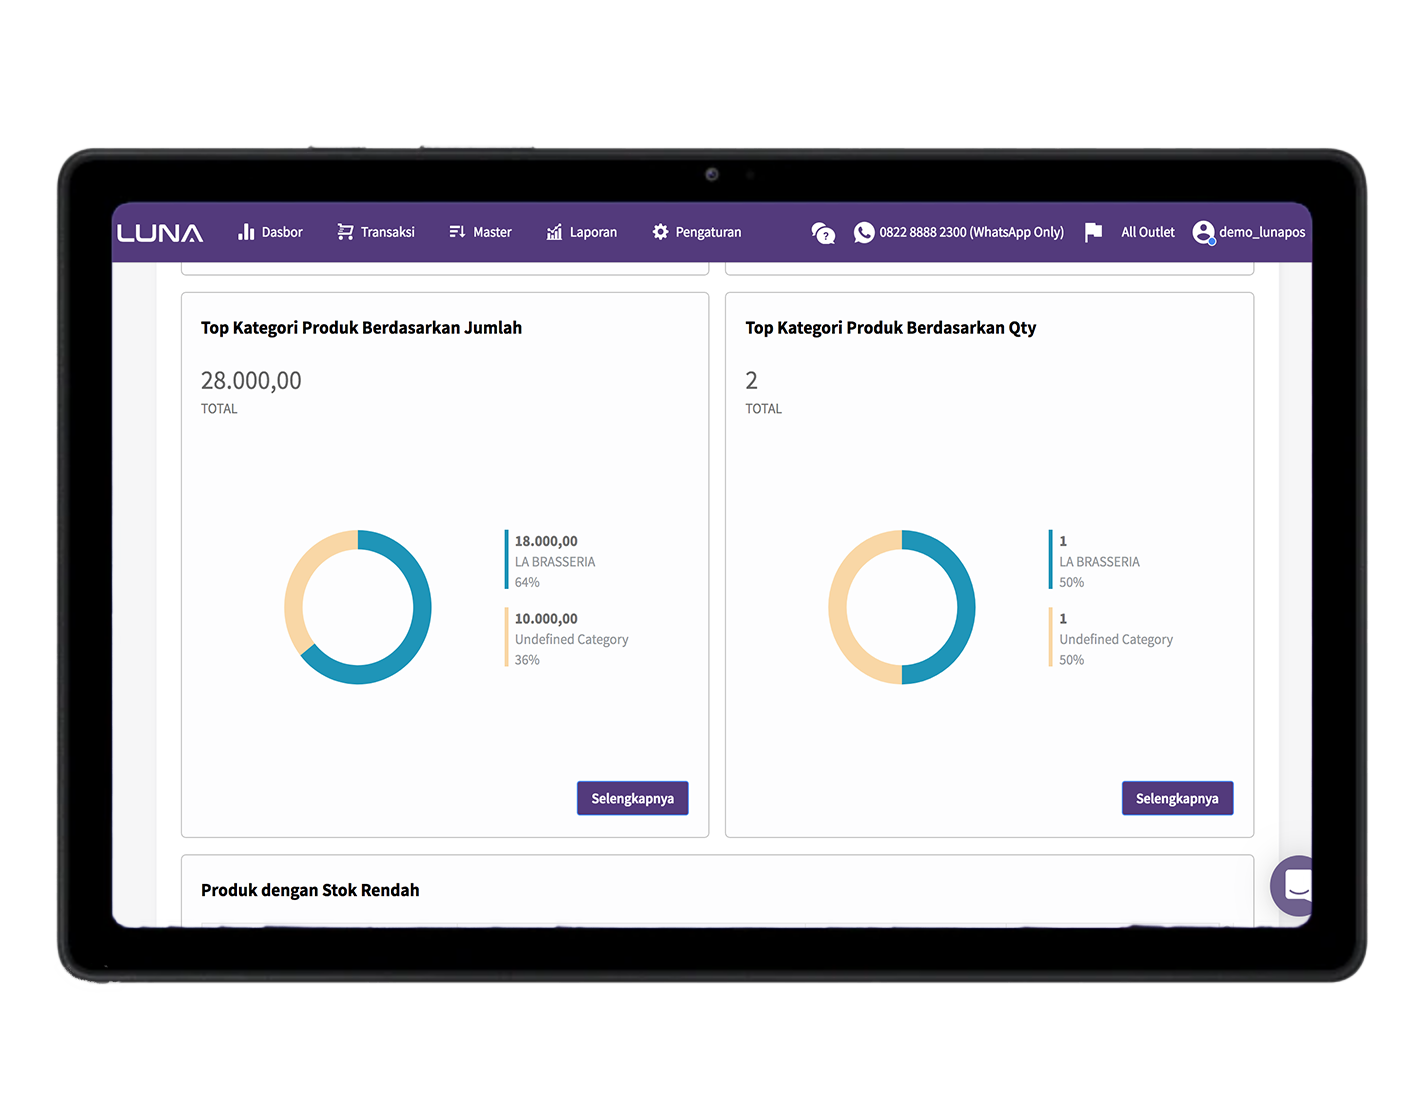 LUNA
Dasbor
Transaksi
Master
Laporan
Pengaturan
?
0822 8888 2300 (WhatsApp Only)
All Outlet
demo_lunapos
Top Kategori Produk Berdasarkan Jumlah
28.000,00
TOTAL
18.000,00
LA BRASSERIA
64%
10.000,00
Undefined Category
36%
Selengkapnya
Top Kategori Produk Berdasarkan Qty
2
TOTAL
1
LA BRASSERIA
50%
1
Undefined Category
50%
Selengkapnya
Produk dengan Stok Rendah